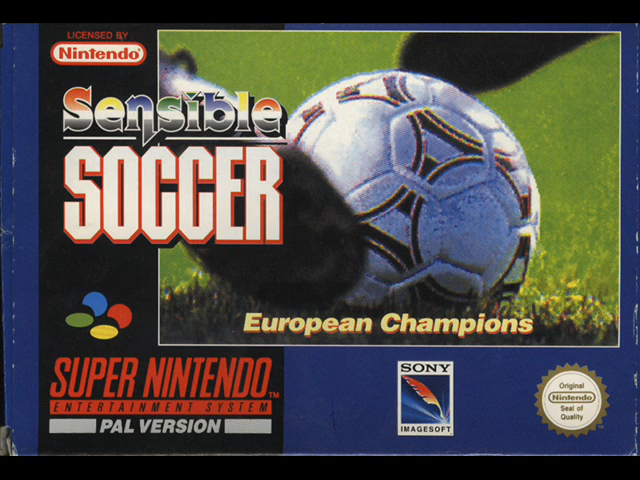 LICENSED BY
Nintendo
Sensible
SOCCER
European Champions
SUPER NINTENDO™
ENTERTAINMENT SYSTEM
PAL VERSION
SONY
IMAGESOFT
Original
Nintendo
Seal of
Quality